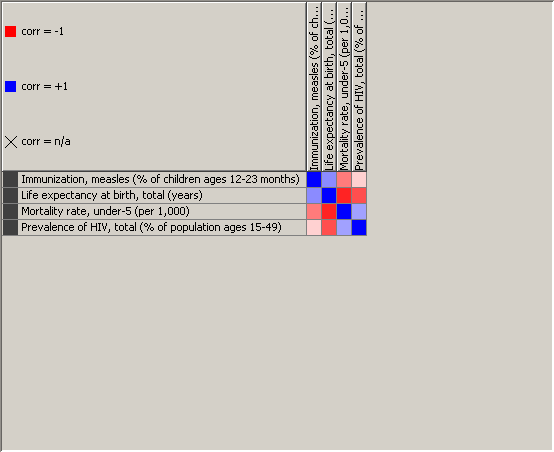 corr = -1
corr = +1
corr = n/a
Immunization, measles (% of ch...
Life expectancy at birth, total (...
Mortality rate, under-5 (per 1,0...
Prevalence of HIV, total (% of ...
Immunization, measles (% of children ages 12-23 months)
Life expectancy at birth, total (years)
Mortality rate, under-5 (per 1,000)
Prevalence of HIV, total (% of population ages 15-49)